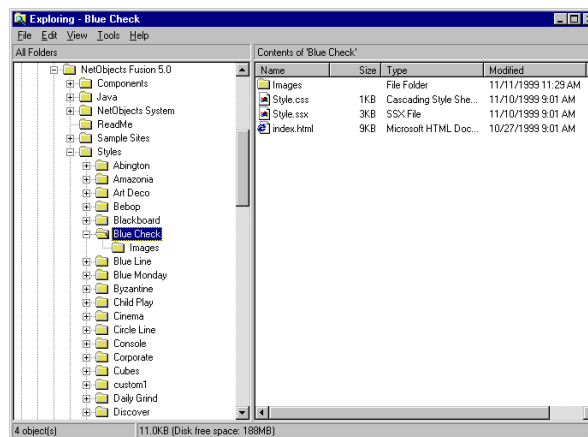 Exploring - Blue Check
File Edit View Tools Help
All Folders
Contents of 'Blue Check'
NetObjects Fusion 5.0
Components
Java
NetObjects System
ReadMe
Sample Sites
Styles
Abington
Amazonia
Art Deco
Bebop
Blackboard
Blue Check
Images
Blue Line
Blue Monday
Byzantine
Child Play
Cinema
Circle Line
Console
Corporate
Cubes
custom1
Daily Grind
Discover
Name Size Type Modified
Images File Folder 11/11/1999 11:29 AM
Style.css 1KB Cascading Style She... 11/10/1999 9:01 AM
Style.ssx 3KB SSX File 11/10/1999 9:01 AM
index.html 9KB Microsoft HTML Doc... 10/27/1999 9:01 AM
4 object(s) 11.0KB (Disk free space: 188MB)